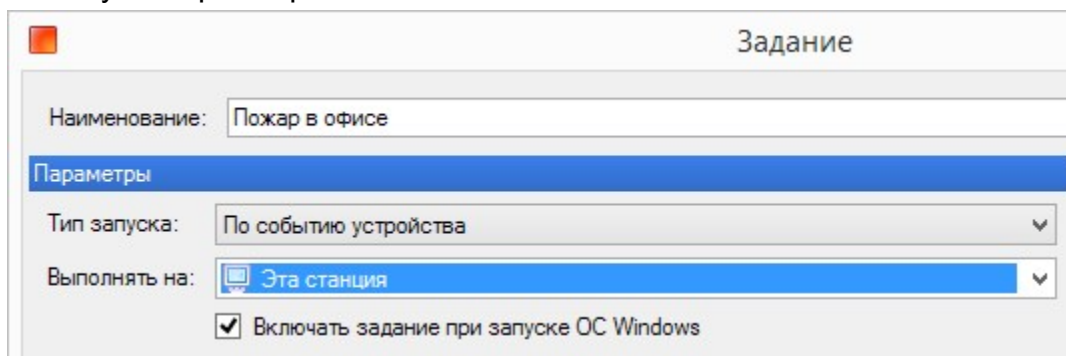 Задание
Наименование: Пожар в офисе
Параметры
Тип запуска: По событию устройства
Выполнять на: Эта станция
Включать задание при запуске ОС Windows